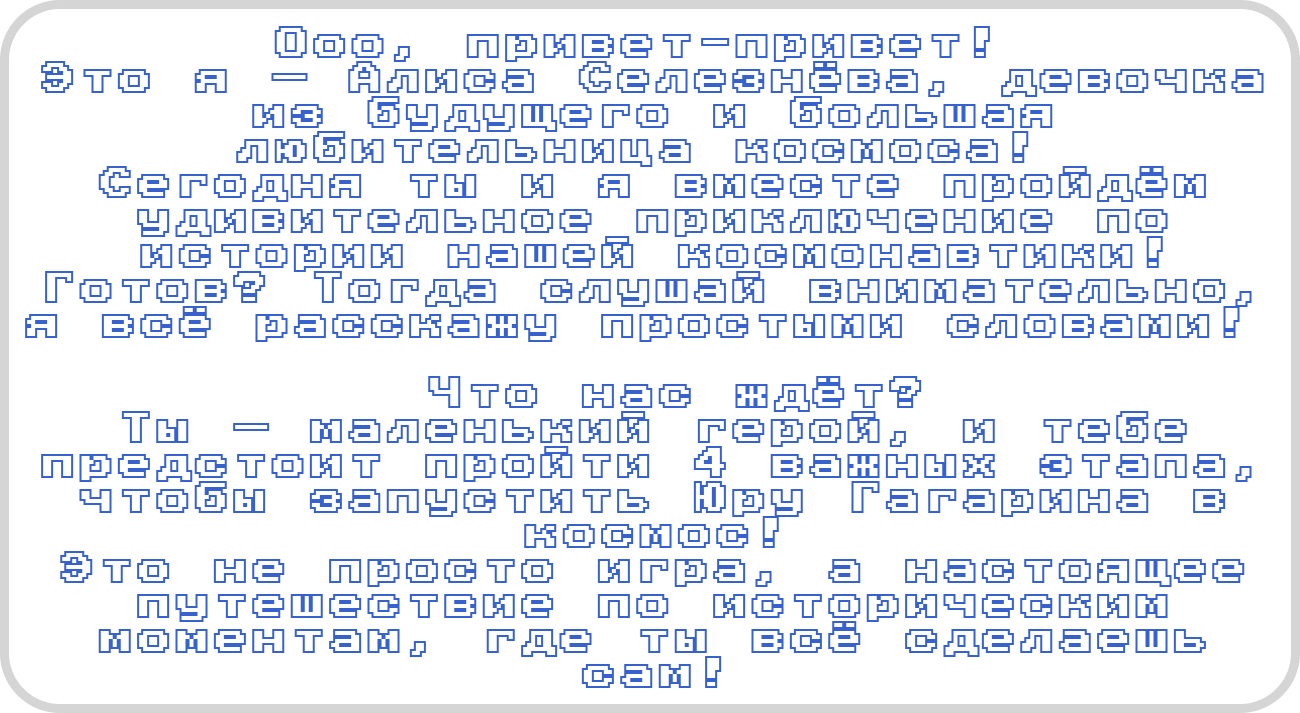 Ооо, привет-привет!
Это я — Алиса Селезнёва, девочка
из будущего и большая
любительница космоса!
Сегодня ты и я вместе пройдём
удивительное приключение по
истории нашей космонавтики!
Готов? Тогда слушай внимательно,
я всё расскажу простыми словами!
Что нас ждёт?
Ты — маленький герой, и тебе
предстоит пройти 4 важных этапа,
чтобы запустить Юру Гагарина в
космос!
Это не просто игра, а настоящее
путешествие по историческим
моментам, где ты всё сделаешь
сам!